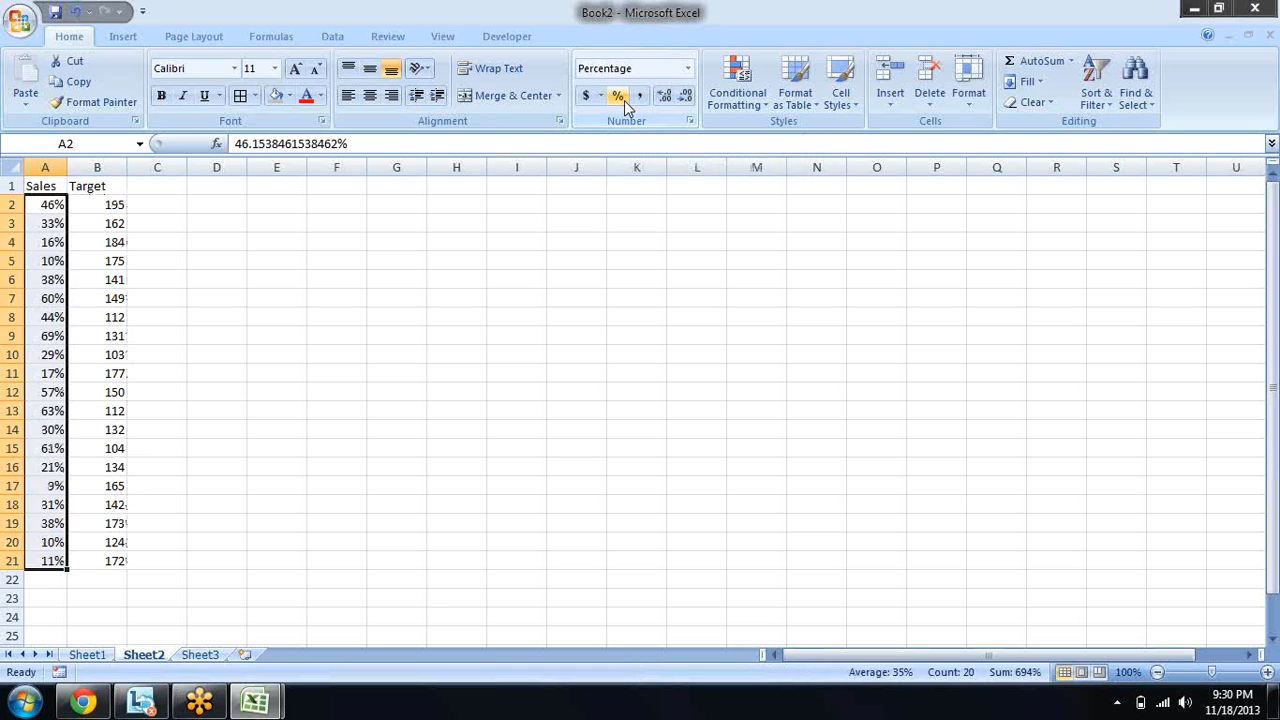 Book2 - Microsoft Excel
Home Insert Page Layout Formulas Data Review View Developer
Paste
Cut
Copy
Format Painter
Clipboard
Calibri 11
B I U
Font
Wrap Text
Merge & Center
Alignment
Percentage
$ % ,
Number
Conditional Formatting
Format as Table
Cell Styles
Styles
Insert Delete Format
Cells
Σ AutoSum
Fill
Clear
Sort & Filter
Find & Select
Editing
A2 fx 46.1538461538462%
A B C D E F G H I J K L M N O P Q R S T U
1 Sales Target
2 46% 195
3 33% 162
4 16% 184
5 10% 175
6 38% 141
7 60% 149
8 44% 112
9 69% 131
10 29% 103
11 17% 177
12 57% 150
13 63% 112
14 30% 132
15 61% 104
16 21% 134
17 9% 165
18 31% 142
19 38% 173
20 10% 124
21 11% 172
22
23
24
25
Sheet1 Sheet2 Sheet3
Ready Average: 35% Count: 20 Sum: 694% 100%
9:30 PM
11/18/2013